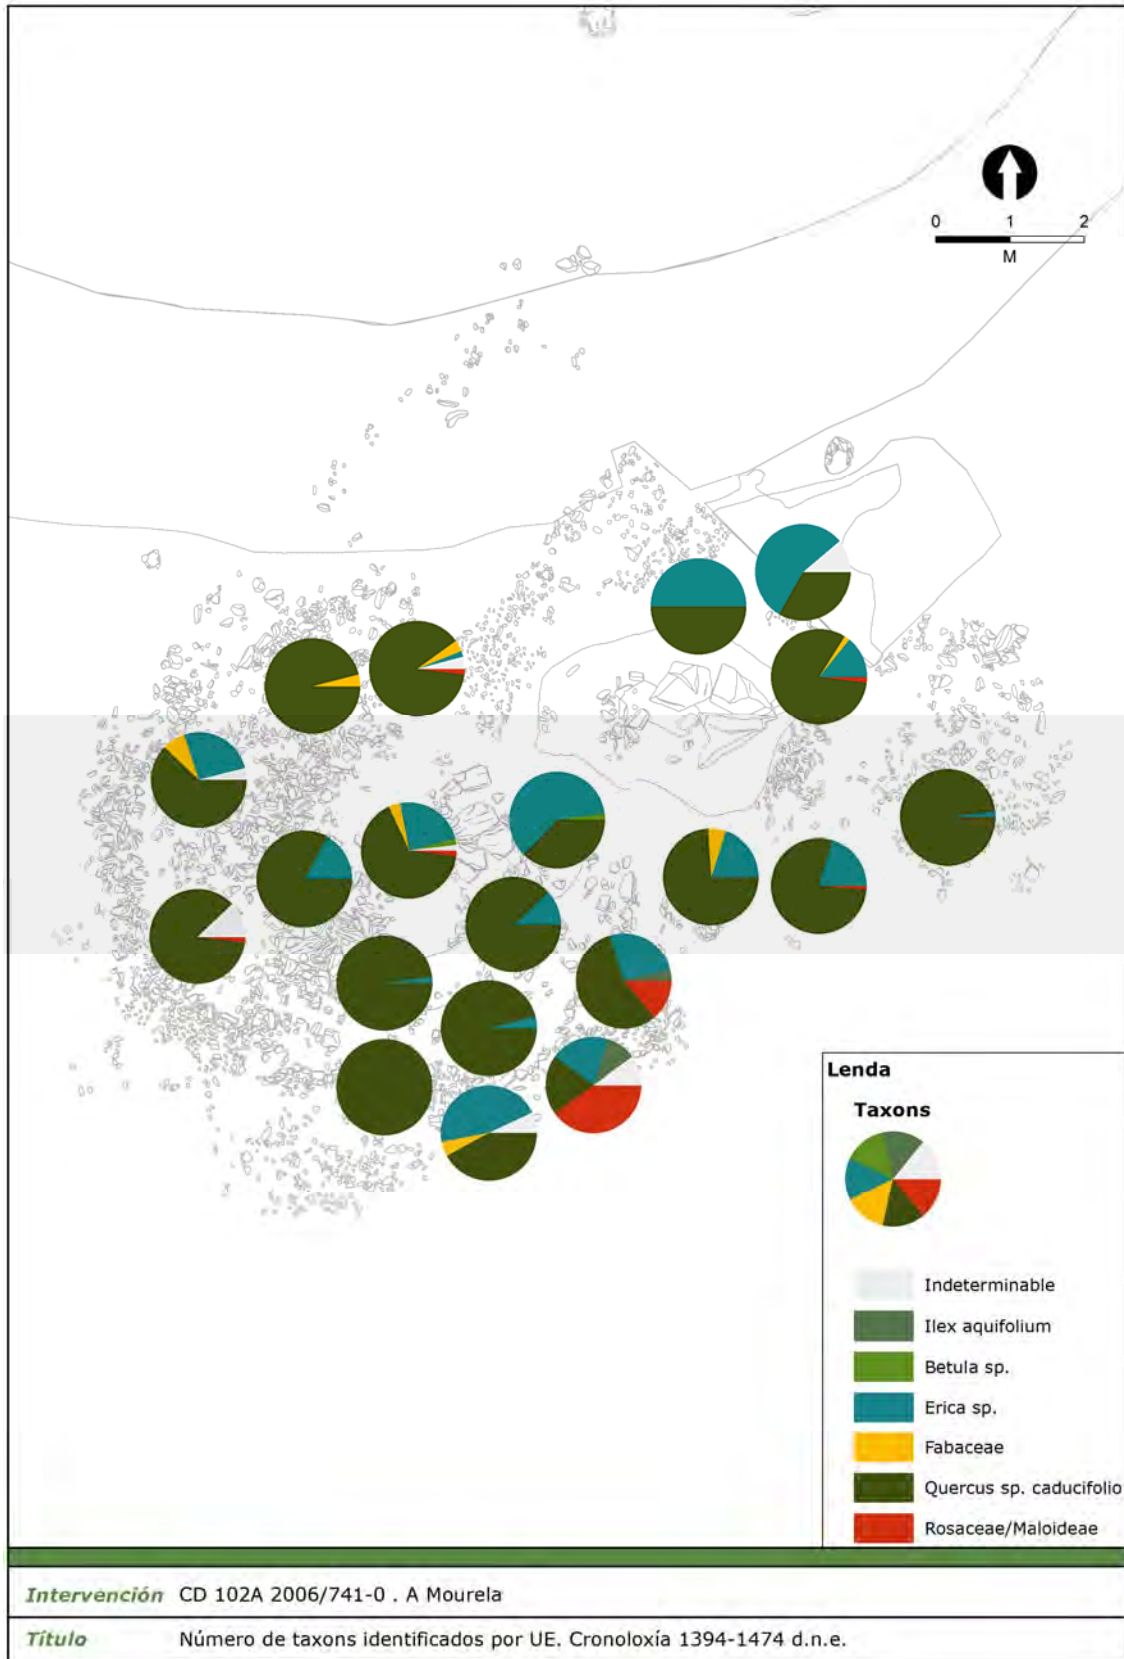 0 1 2
M
Lenda
Taxons
Indeterminable
Ilex aquifolium
Betula sp.
Erica sp.
Fabaceae
Quercus sp. caducifolio
Rosaceae/Maloideae
Intervención CD 102A 2006/741-0 . A Mourela
Título Número de taxons identificados por UE. Cronoloxía 1394-1474 d.n.e.